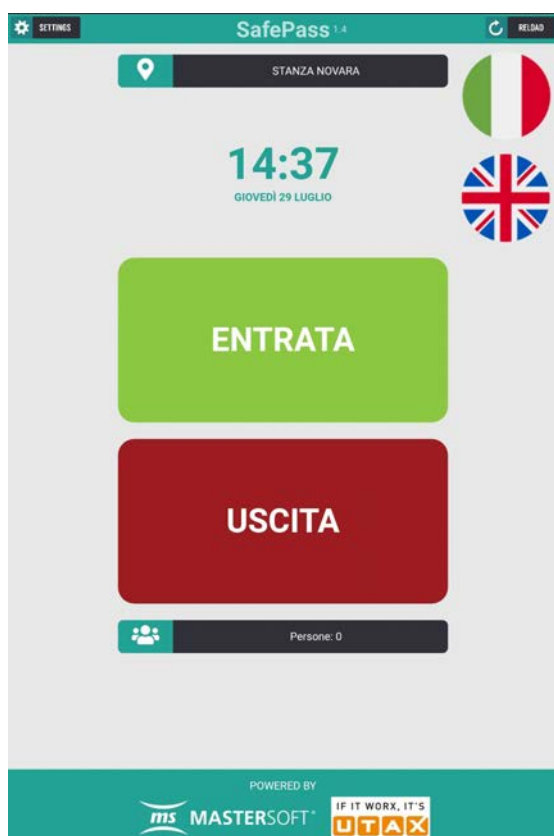 SETTINGS
SafePass 1.4
RELOAD
STANZA NOVARA
14:37
GIOVEDÌ 29 LUGLIO
ENTRATA
USCITA
Persone: 0
POWERED BY
ms MASTERSOFT
IF IT WORX, IT'S
UTAX